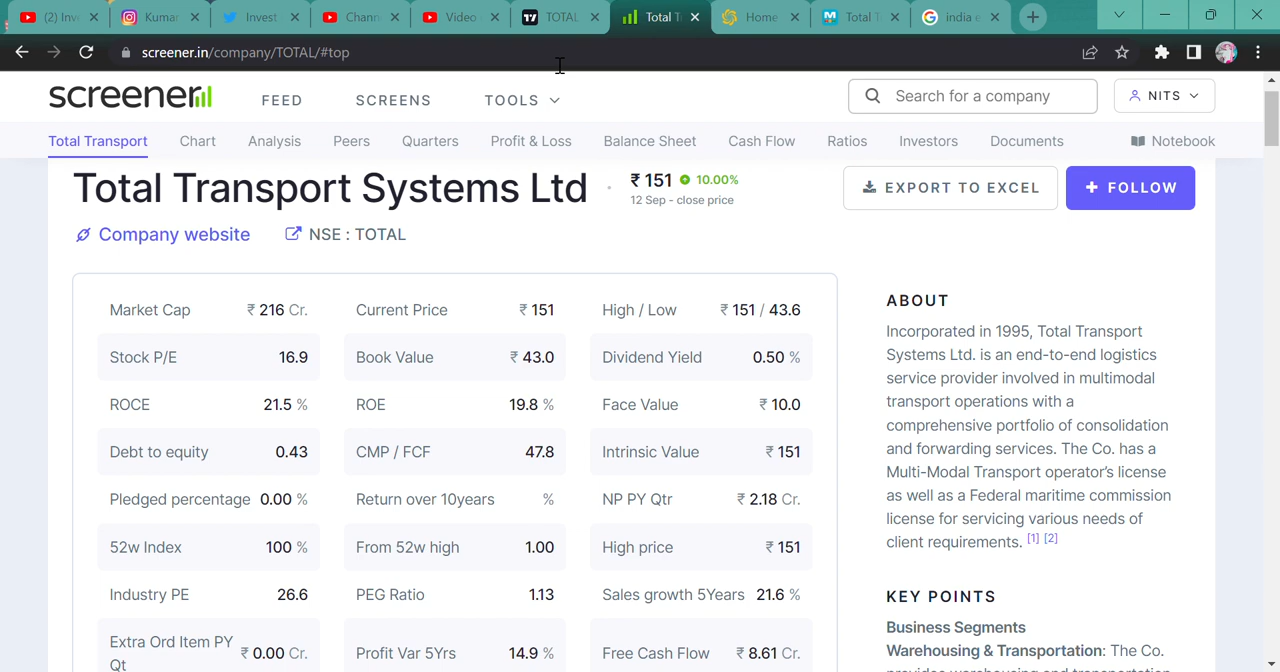 (2) Inve
Kumar
Invest
Chann
Video
TOTAL
Total T
Home
Total T
india e
screener.in/company/TOTAL/#top
screener
FEED
SCREENS
TOOLS
Search for a company
NITS
Total Transport
Chart
Analysis
Peers
Quarters
Profit & Loss
Balance Sheet
Cash Flow
Ratios
Investors
Documents
Notebook
Total Transport Systems Ltd
₹ 151 10.00%
12 Sep - close price
EXPORT TO EXCEL
FOLLOW
Company website
NSE : TOTAL
Market Cap ₹ 216 Cr.
Current Price ₹ 151
High / Low ₹ 151 / 43.6
Stock P/E 16.9
Book Value ₹ 43.0
Dividend Yield 0.50 %
ROCE 21.5 %
ROE 19.8 %
Face Value ₹ 10.0
Debt to equity 0.43
CMP / FCF 47.8
Intrinsic Value ₹ 151
Pledged percentage 0.00 %
Return over 10years %
NP PY Qtr ₹ 2.18 Cr.
52w Index 100 %
From 52w high 1.00
High price ₹ 151
Industry PE 26.6
PEG Ratio 1.13
Sales growth 5Years 21.6 %
Extra Ord Item PY
Qt
₹ 0.00 Cr.
Profit Var 5Yrs 14.9 %
Free Cash Flow ₹ 8.61 Cr.
ABOUT
Incorporated in 1995, Total Transport
Systems Ltd. is an end-to-end logistics
service provider involved in multimodal
transport operations with a
comprehensive portfolio of consolidation
and forwarding services. The Co. has a
Multi-Modal Transport operator's license
as well as a Federal maritime commission
license for servicing various needs of
client requirements. [1] [2]
KEY POINTS
Business Segments
Warehousing & Transportation: The Co.